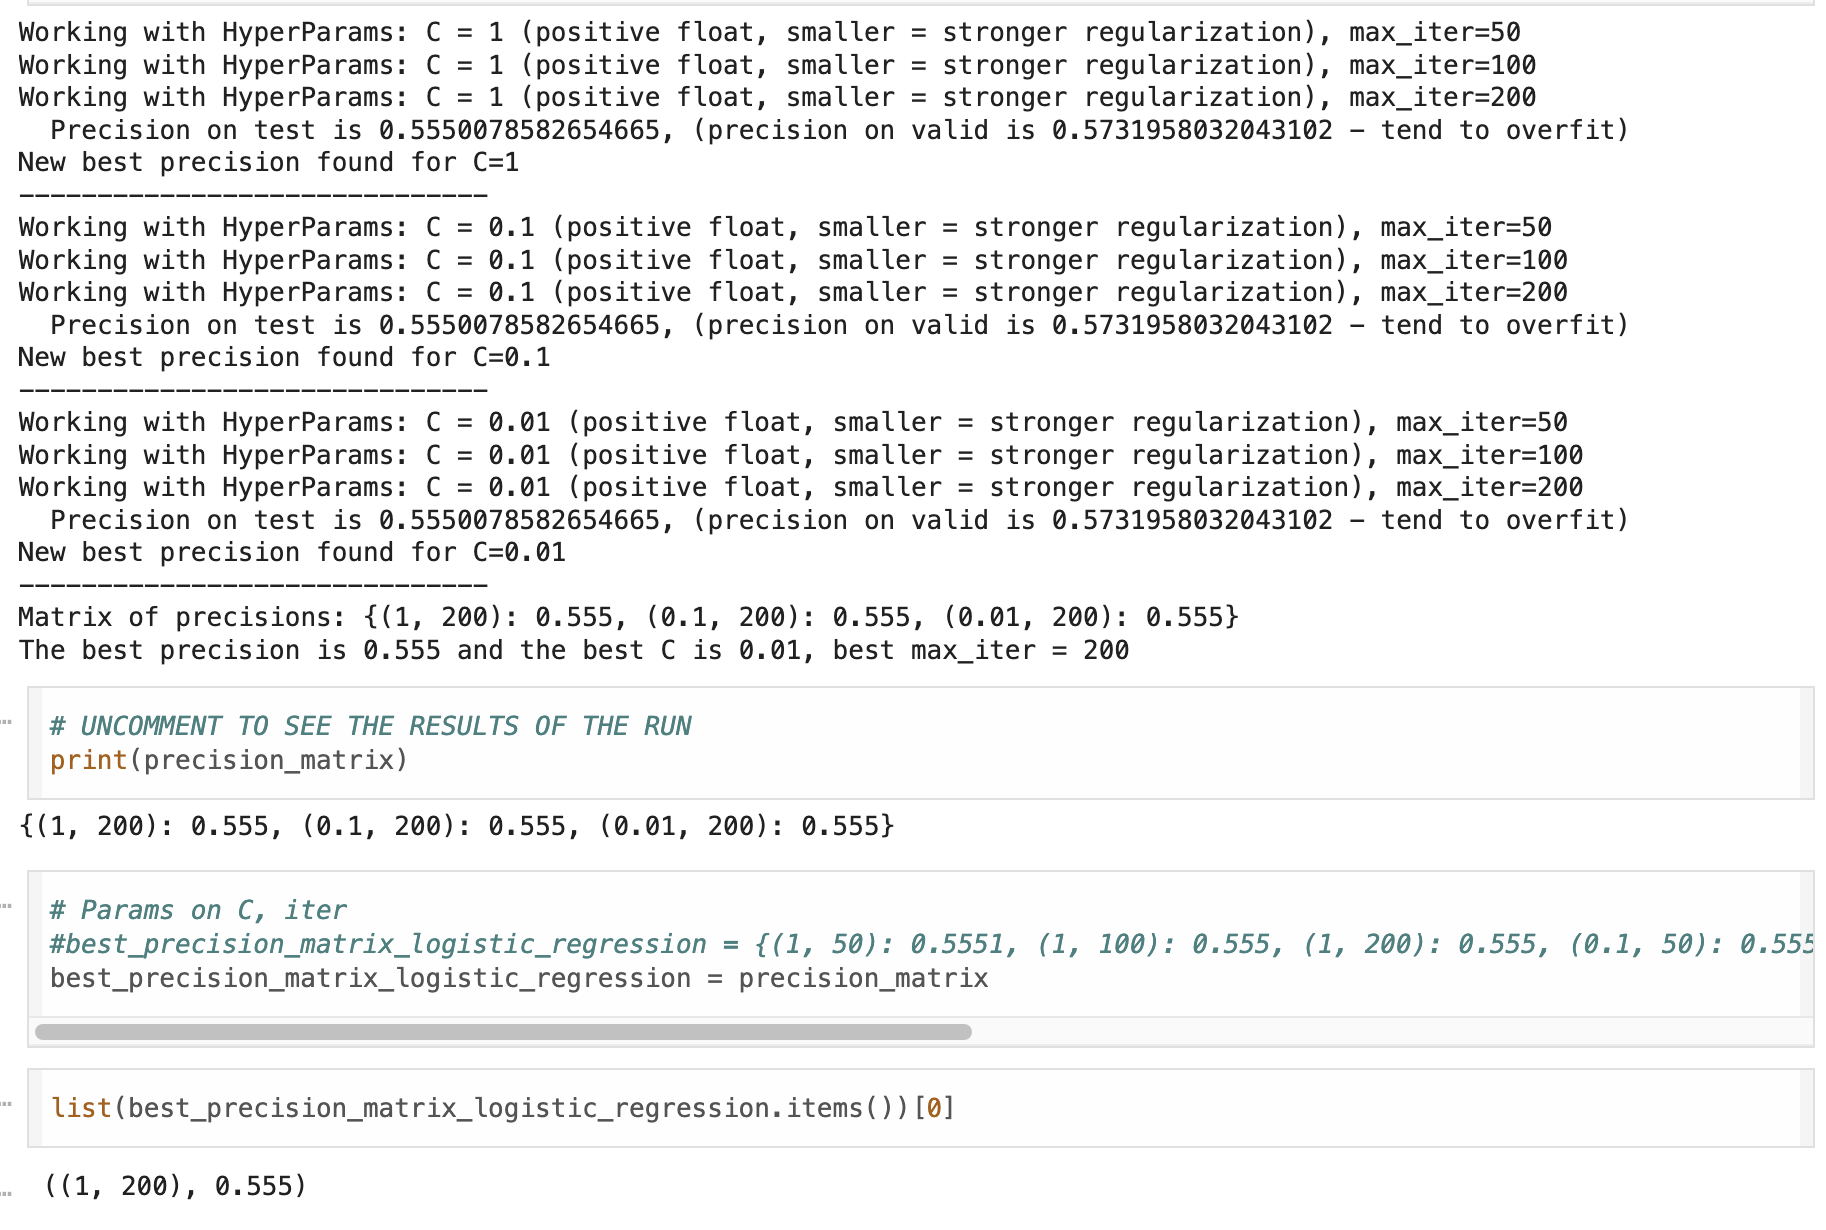 Working with HyperParams: C = 1 (positive float, smaller = stronger regularization), max_iter=50
Working with HyperParams: C = 1 (positive float, smaller = stronger regularization), max_iter=100
Working with HyperParams: C = 1 (positive float, smaller = stronger regularization), max_iter=200
  Precision on test is 0.5550078582654665, (precision on valid is 0.5731958032043102 – tend to overfit)
New best precision found for C=1
------------------------------
Working with HyperParams: C = 0.1 (positive float, smaller = stronger regularization), max_iter=50
Working with HyperParams: C = 0.1 (positive float, smaller = stronger regularization), max_iter=100
Working with HyperParams: C = 0.1 (positive float, smaller = stronger regularization), max_iter=200
  Precision on test is 0.5550078582654665, (precision on valid is 0.5731958032043102 – tend to overfit)
New best precision found for C=0.1
------------------------------
Working with HyperParams: C = 0.01 (positive float, smaller = stronger regularization), max_iter=50
Working with HyperParams: C = 0.01 (positive float, smaller = stronger regularization), max_iter=100
Working with HyperParams: C = 0.01 (positive float, smaller = stronger regularization), max_iter=200
  Precision on test is 0.5550078582654665, (precision on valid is 0.5731958032043102 – tend to overfit)
New best precision found for C=0.01
------------------------------
Matrix of precisions: {(1, 200): 0.555, (0.1, 200): 0.555, (0.01, 200): 0.555}
The best precision is 0.555 and the best C is 0.01, best max_iter = 200
# UNCOMMENT TO SEE THE RESULTS OF THE RUN
print(precision_matrix)
{(1, 200): 0.555, (0.1, 200): 0.555, (0.01, 200): 0.555}
# Params on C, iter
#best_precision_matrix_logistic_regression = {(1, 50): 0.5551, (1, 100): 0.555, (1, 200): 0.555, (0.1, 50): 0.555
best_precision_matrix_logistic_regression = precision_matrix
list(best_precision_matrix_logistic_regression.items())[0]
((1, 200), 0.555)